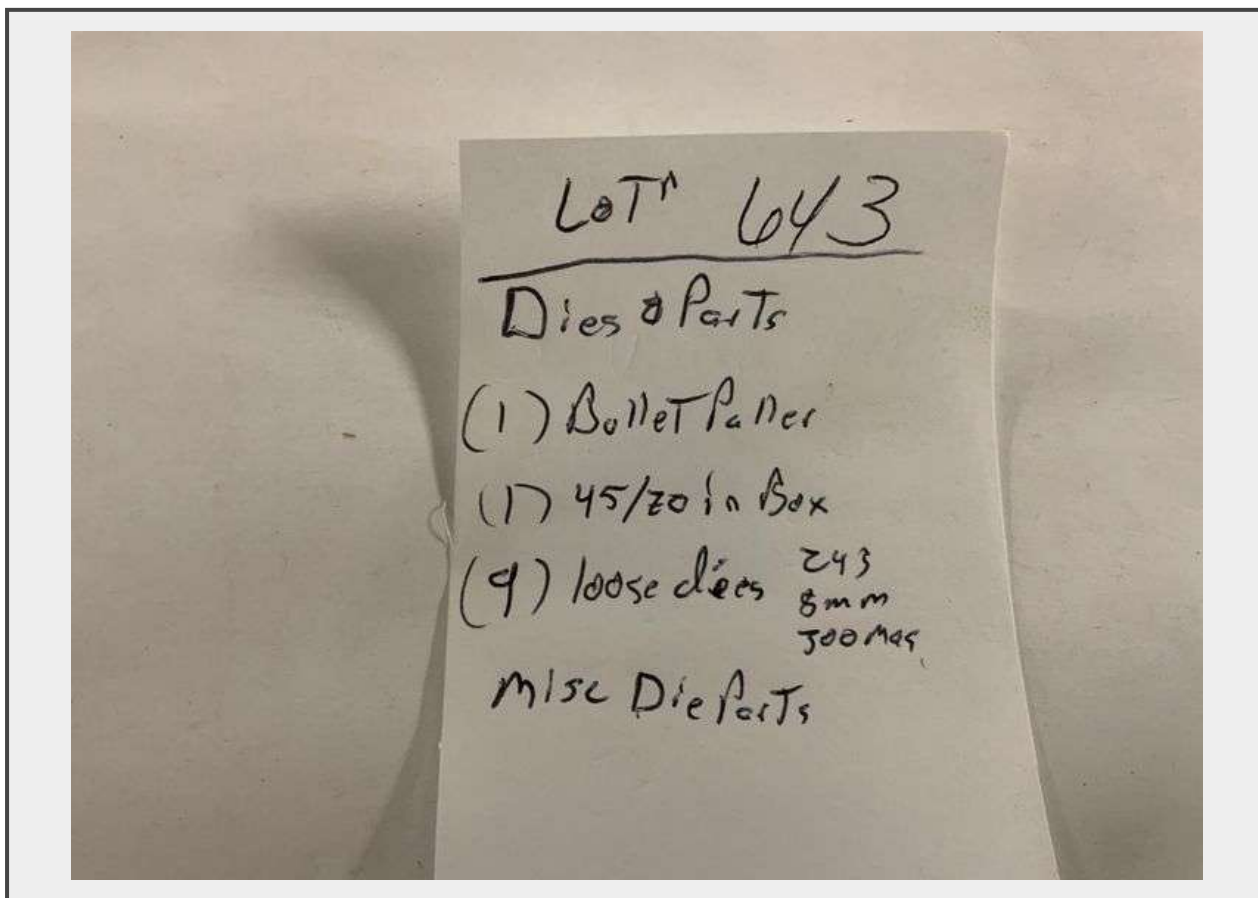 LoT 643
Dies & Parts
(1) Bullet Puller
(1) 45/70 in Box
(9) loose dies 243
8mm
300 Mag
Misc Die Parts